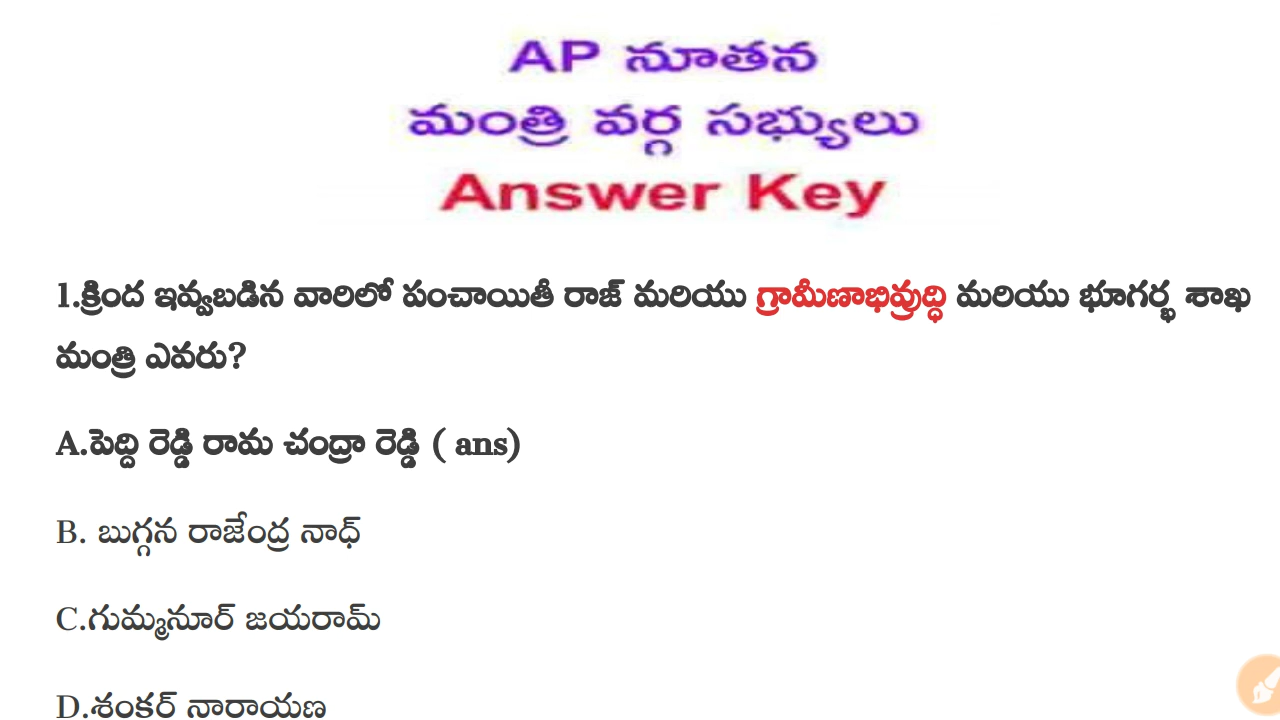 AP నూతన
మంత్రి వర్గ సభ్యులు
Answer Key
1.క్రింద ఇవ్వబడిన వారిలో పంచాయితీ రాజ్ మరియు గ్రామీణాభివ్రుద్ధి మరియు భూగర్భ శాఖ
మంత్రి ఎవరు?
A.పెద్ది రెడ్డి రామ చంద్రా రెడ్డి ( ans)
B. బుగ్గన రాజేంద్ర నాధ్
C.గుమ్మనూర్ జయరామ్
D.శంకర్ నారాయణ